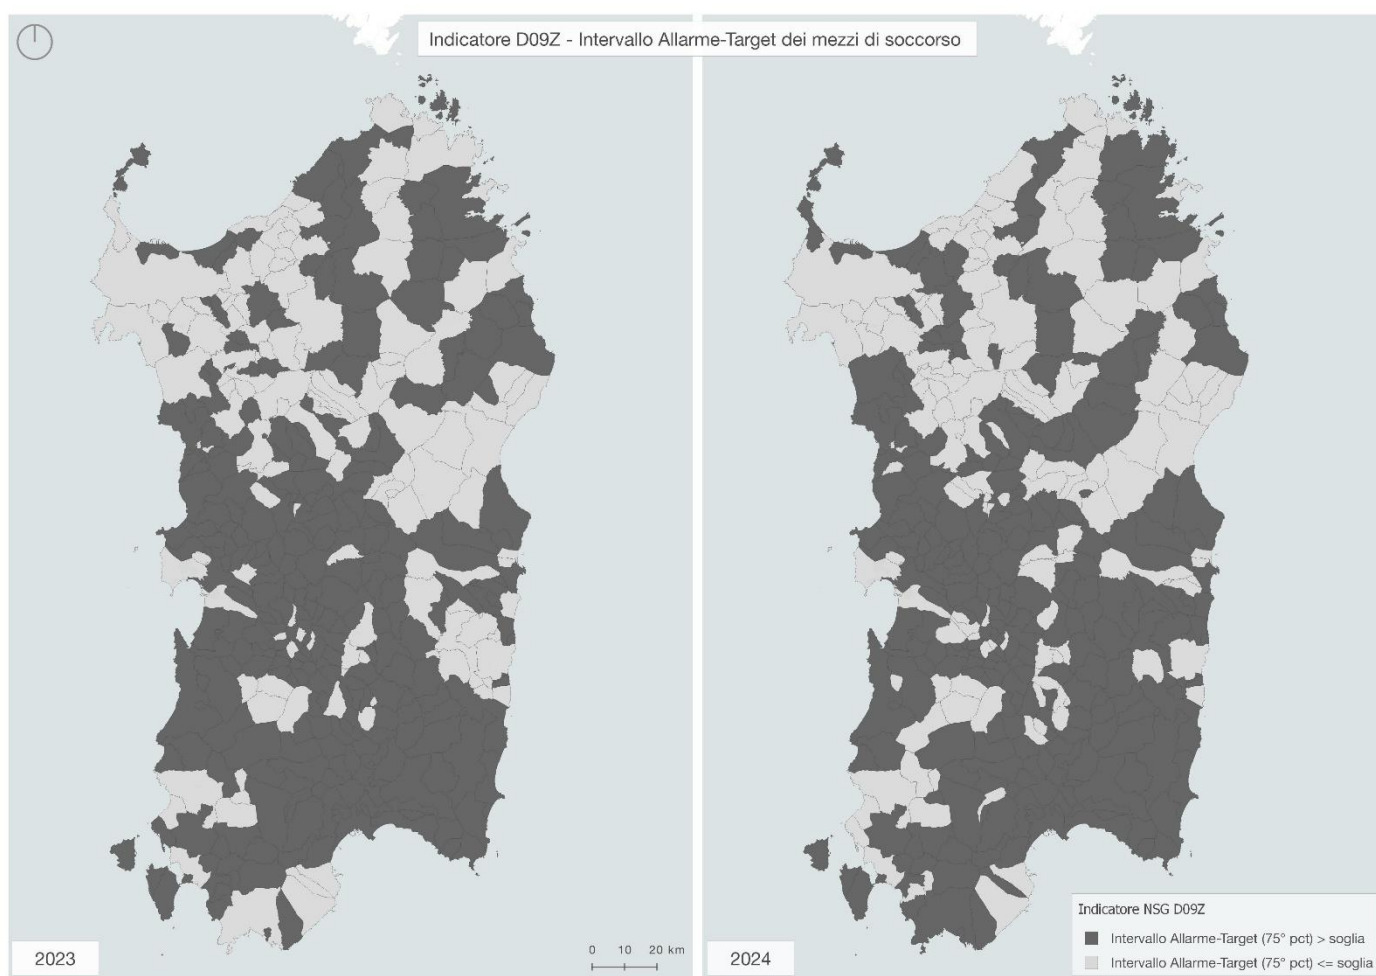 Indicatore D09Z - Intervallo Allarme-Target dei mezzi di soccorso
2023
0 10 20 km
2024
Indicatore NSG D09Z
Intervallo Allarme-Target (75° pct) > soglia
Intervallo Allarme-Target (75° pct) <= soglia